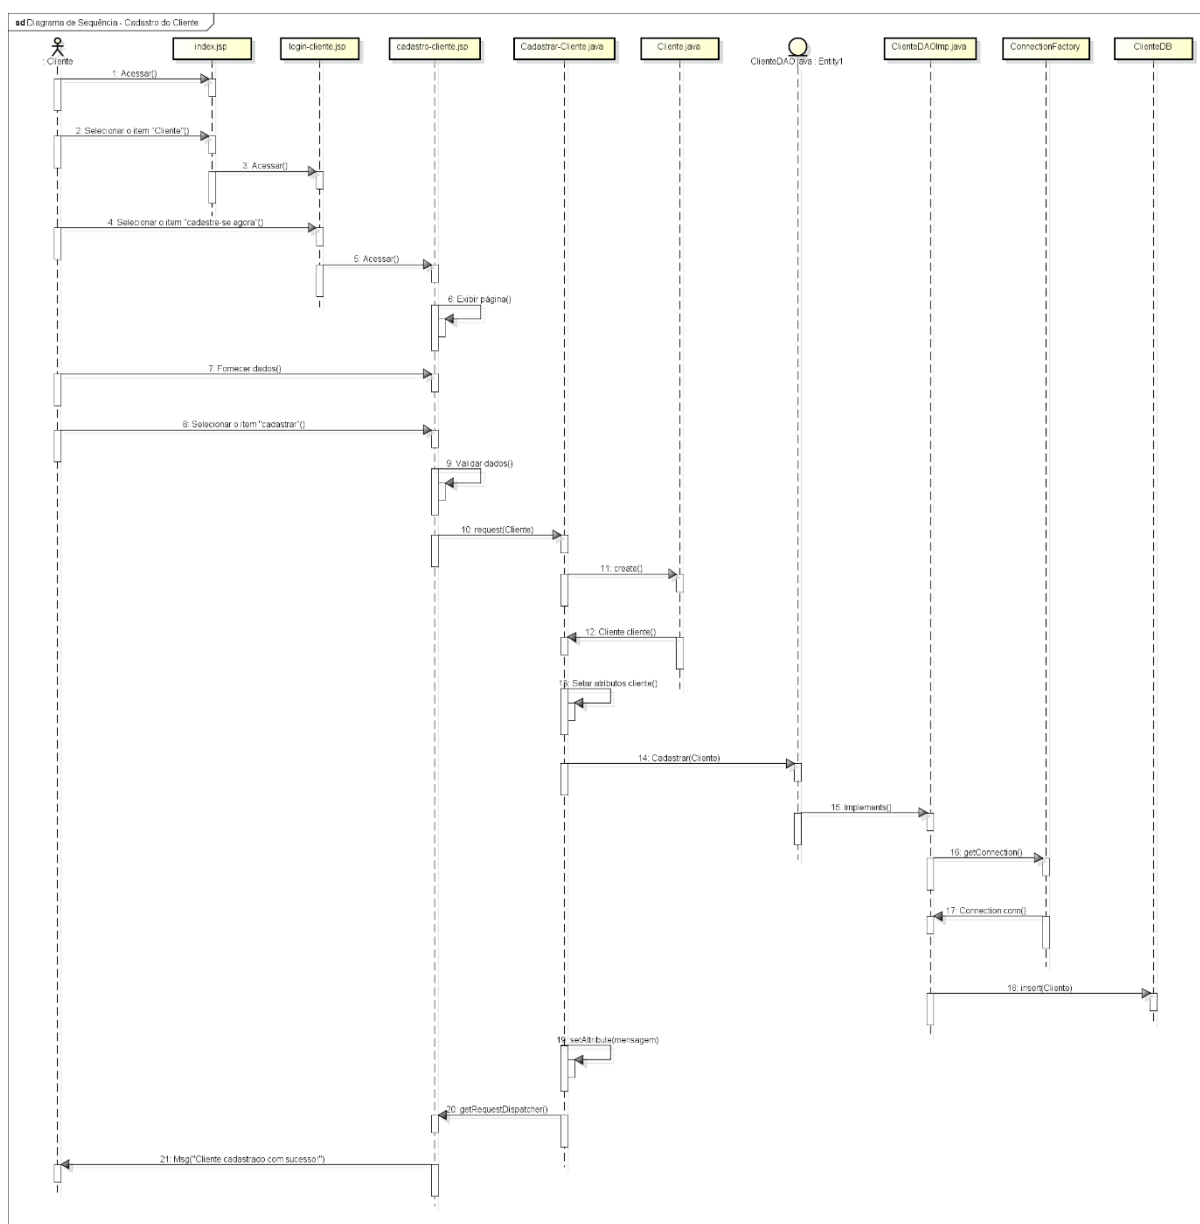 sd Diagrama de Sequência - Cadastro do Cliente
: Cliente
index.jsp
login-cliente.jsp
cadastro-cliente.jsp
Cadastrar-Cliente.java
Cliente.java
ClienteDAO.java : Entity1
ClienteDAOImp.java
ConnectionFactory
ClienteDB
1: Acessar()
2: Selecionar o item "Cliente"()
3: Acessar()
4: Selecionar o item "cadastre-se agora"()
5: Acessar()
6: Exibir página()
7: Fornecer dados()
8: Selecionar o item "cadastrar"()
9: Validar dados()
10: request(Cliente)
11: create()
12: Cliente cliente()
13: Setar atributos cliente()
14: Cadastrar(Cliente)
15: Implements()
16: getConnection()
17: Connection conn()
18: insert(Cliente)
19: setAttribute(mensagem)
20: getRequestDispatcher()
21: Msg("Cliente cadastrado com sucesso!")